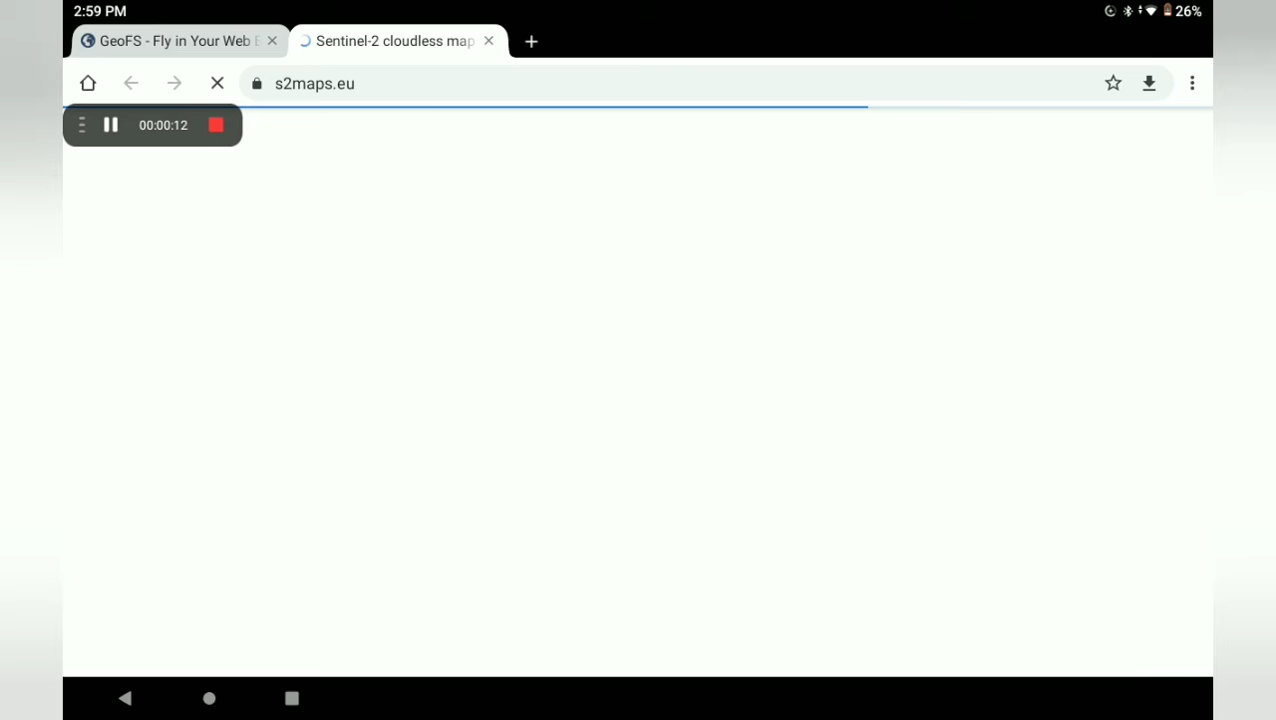 2:59 PM
26%
GeoFS - Fly in Your Web
Sentinel-2 cloudless map
s2maps.eu
00:00:12